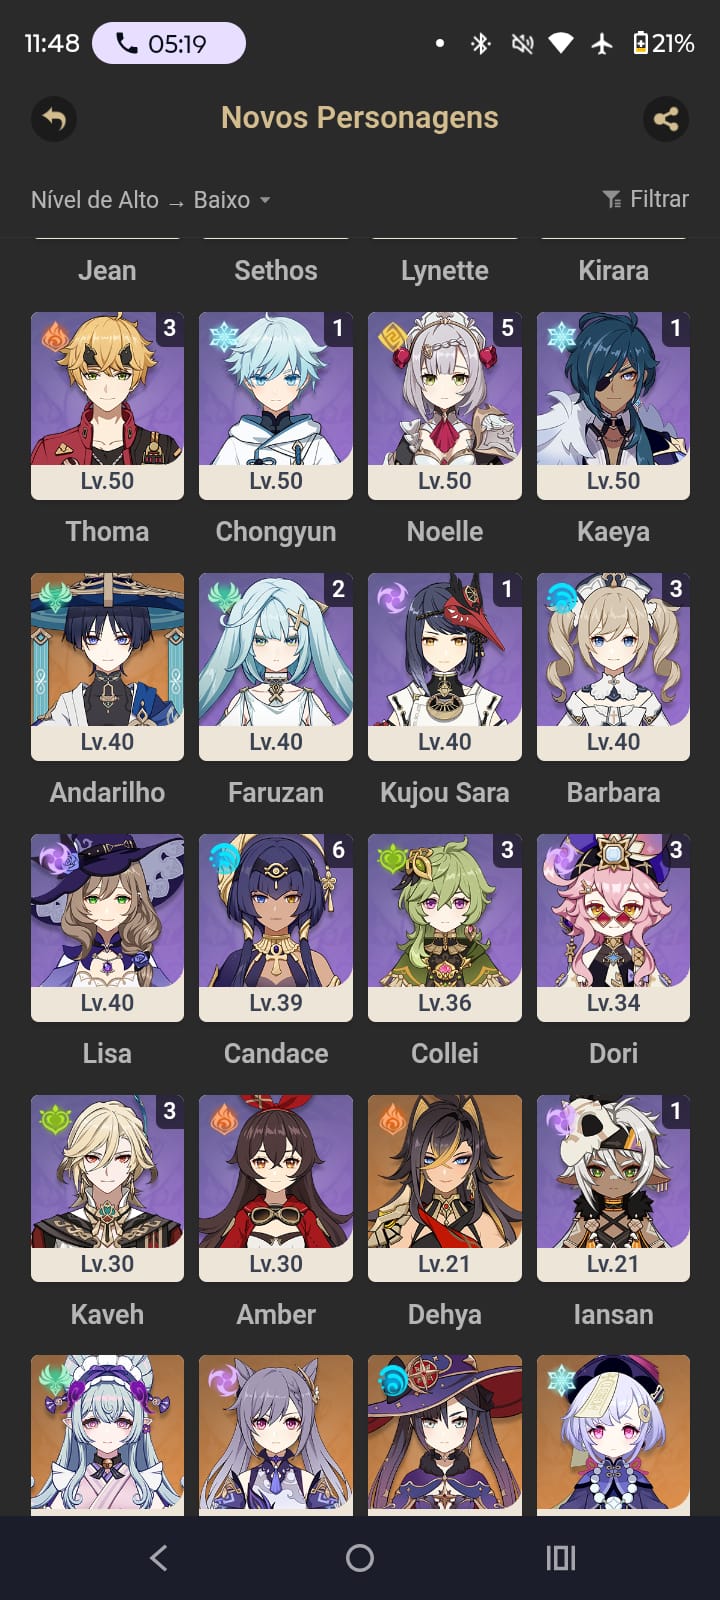 11:48 05:19 21%
Novos Personagens
Nível de Alto → Baixo Filtrar
Jean Sethos Lynette Kirara
3 1 5 1
Lv.50 Lv.50 Lv.50 Lv.50
Thoma Chongyun Noelle Kaeya
2 1 3
Lv.40 Lv.40 Lv.40 Lv.40
Andarilho Faruzan Kujou Sara Barbara
6 3 3
Lv.40 Lv.39 Lv.36 Lv.34
Lisa Candace Collei Dori
3 1
Lv.30 Lv.30 Lv.21 Lv.21
Kaveh Amber Dehya Iansan